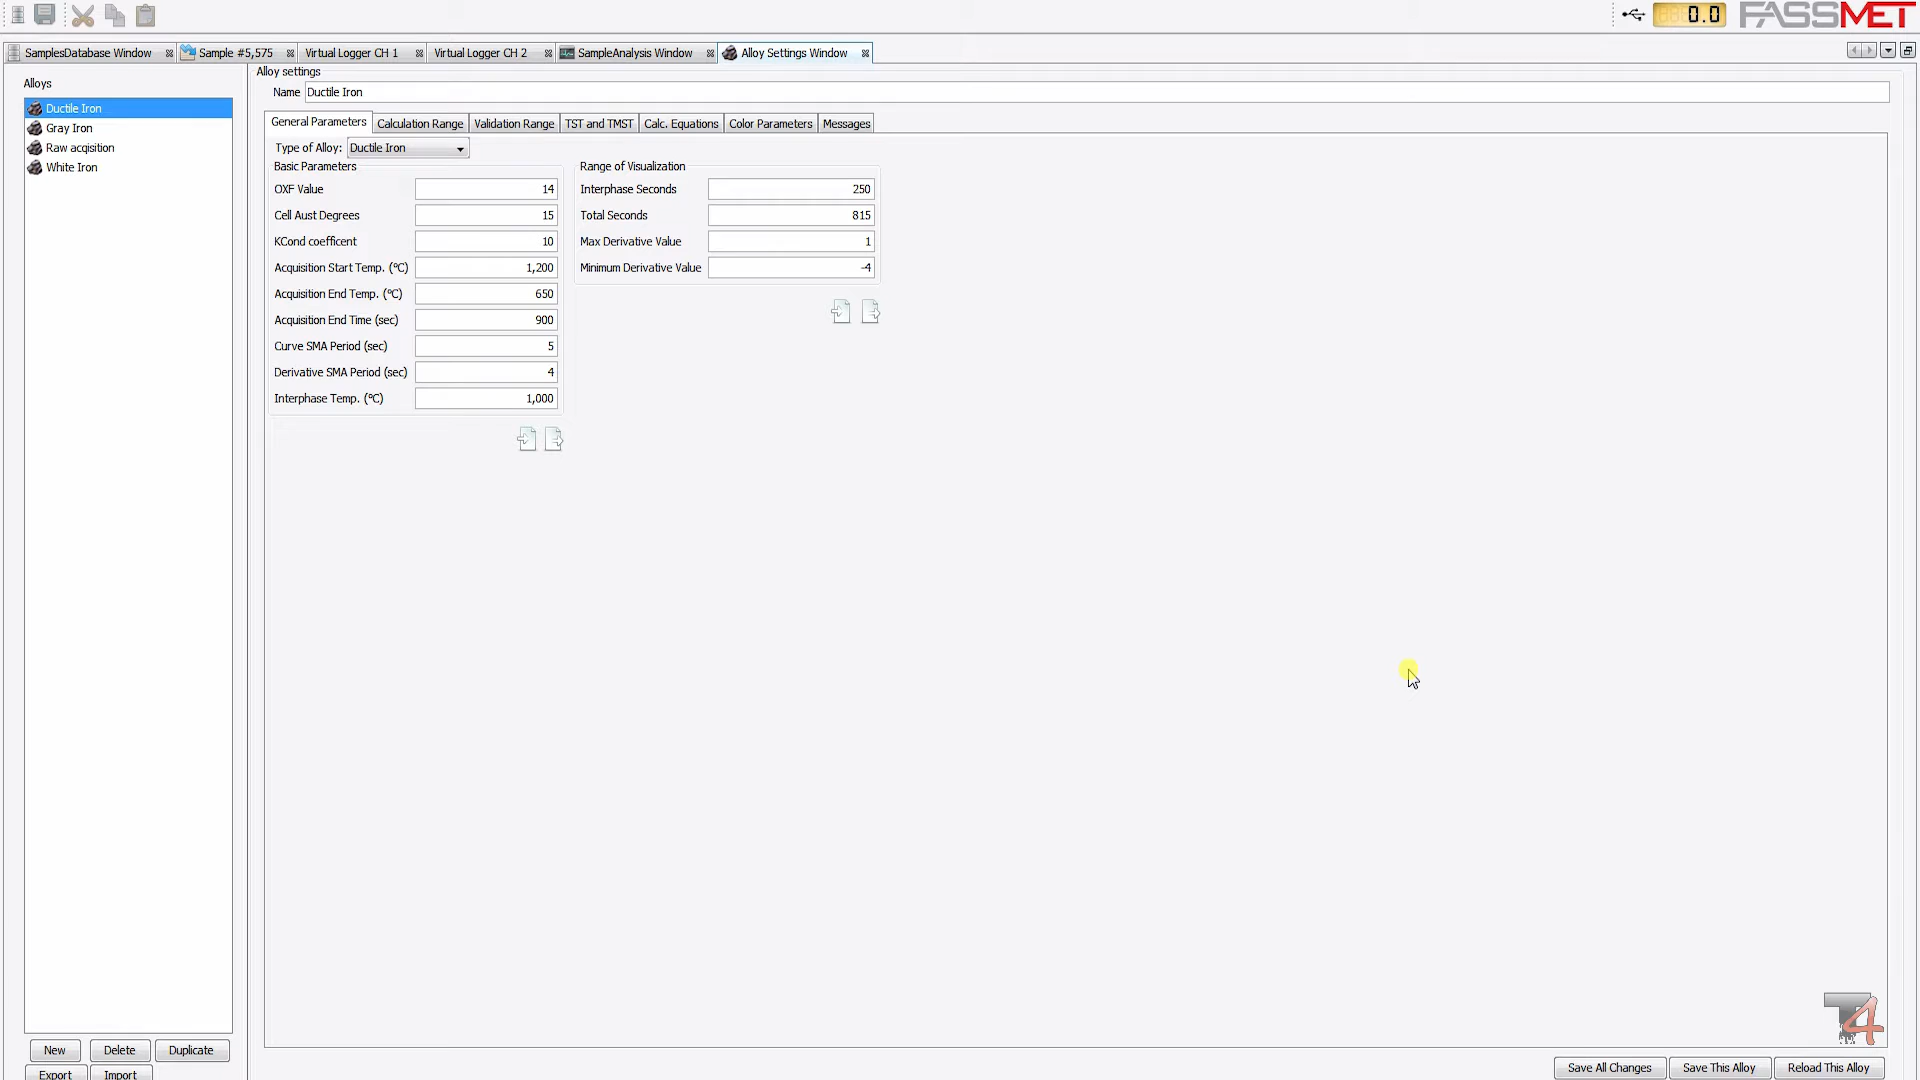 0.0 FASSMET
SamplesDatabase Window Sample #5,575 Virtual Logger CH 1 Virtual Logger CH 2 SampleAnalysis Window Alloy Settings Window
Alloys
Ductile Iron
Gray Iron
Raw acqisition
White Iron
New Delete Duplicate
Export Import
Alloy settings
Name Ductile Iron
General Parameters Calculation Range Validation Range TST and TMST Calc. Equations Color Parameters Messages
Type of Alloy: Ductile Iron
Basic Parameters
OXF Value 14
Cell Aust Degrees 15
KCond coefficent 10
Acquisition Start Temp. (ºC) 1,200
Acquisition End Temp. (ºC) 650
Acquisition End Time (sec) 900
Curve SMA Period (sec) 5
Derivative SMA Period (sec) 4
Interphase Temp. (ºC) 1,000
Range of Visualization
Interphase Seconds 250
Total Seconds 815
Max Derivative Value 1
Minimum Derivative Value -4
T4
Save All Changes Save This Alloy Reload This Alloy